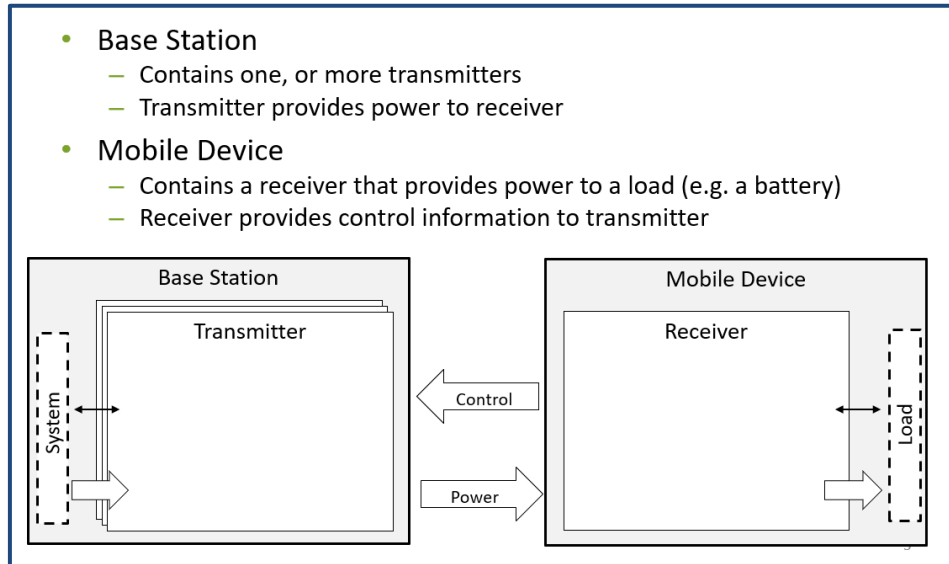 • Base Station
– Contains one, or more transmitters
– Transmitter provides power to receiver
• Mobile Device
– Contains a receiver that provides power to a load (e.g. a battery)
– Receiver provides control information to transmitter
Base Station
Mobile Device
Transmitter
Receiver
System
Control
Load
Power